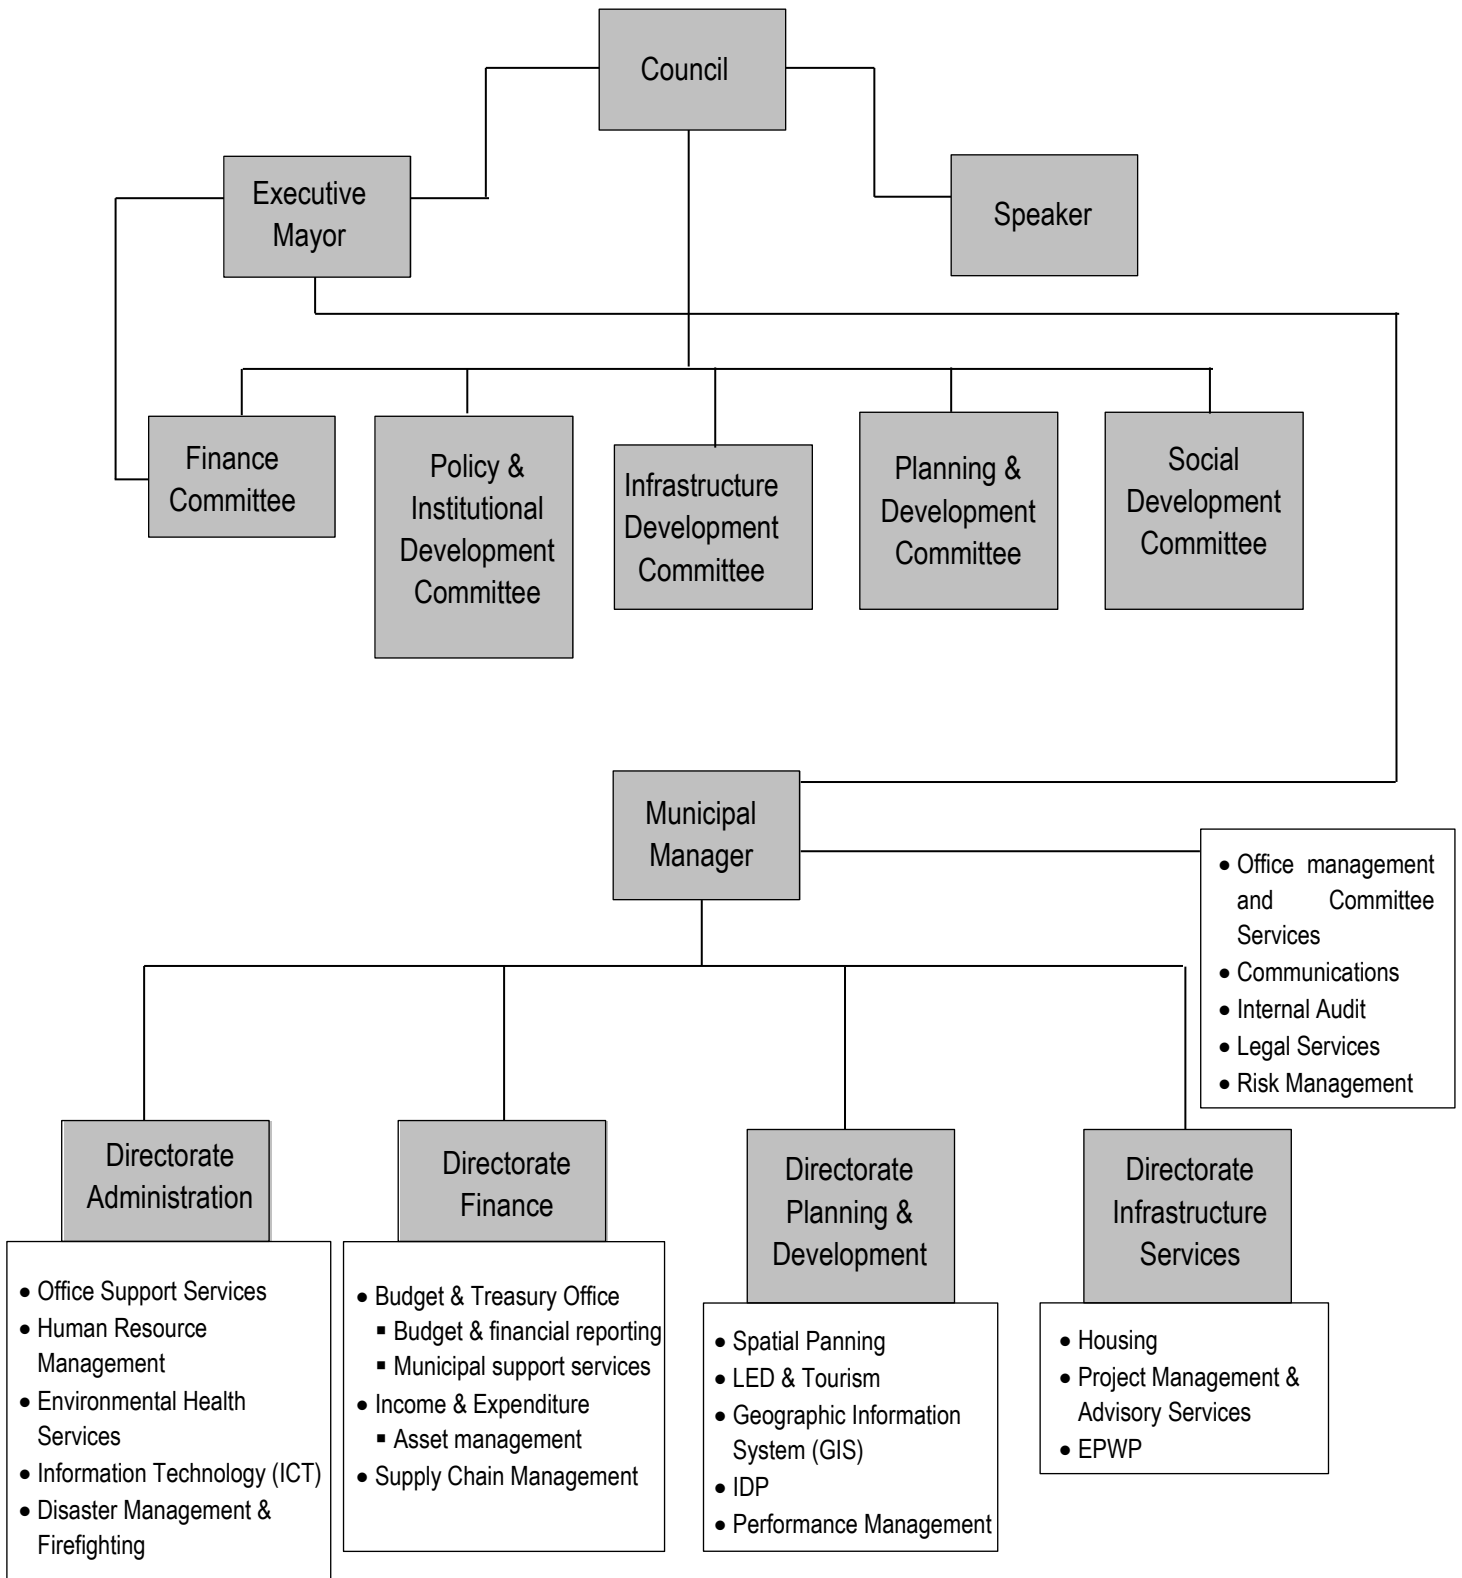 Council
Executive
Mayor
Speaker
Finance
Committee
Policy &
Institutional
Development
Committee
Infrastructure
Development
Committee
Planning &
Development
Committee
Social
Development
Committee
Municipal
Manager
• Office management
and Committee
Services
• Communications
• Internal Audit
• Legal Services
• Risk Management
Directorate
Administration
• Office Support Services
• Human Resource
Management
• Environmental Health
Services
• Information Technology (ICT)
• Disaster Management &
Firefighting
Directorate
Finance
• Budget & Treasury Office
▪ Budget & financial reporting
▪ Municipal support services
• Income & Expenditure
▪ Asset management
• Supply Chain Management
Directorate
Planning &
Development
• Spatial Panning
• LED & Tourism
• Geographic Information
System (GIS)
• IDP
• Performance Management
Directorate
Infrastructure
Services
• Housing
• Project Management &
Advisory Services
• EPWP